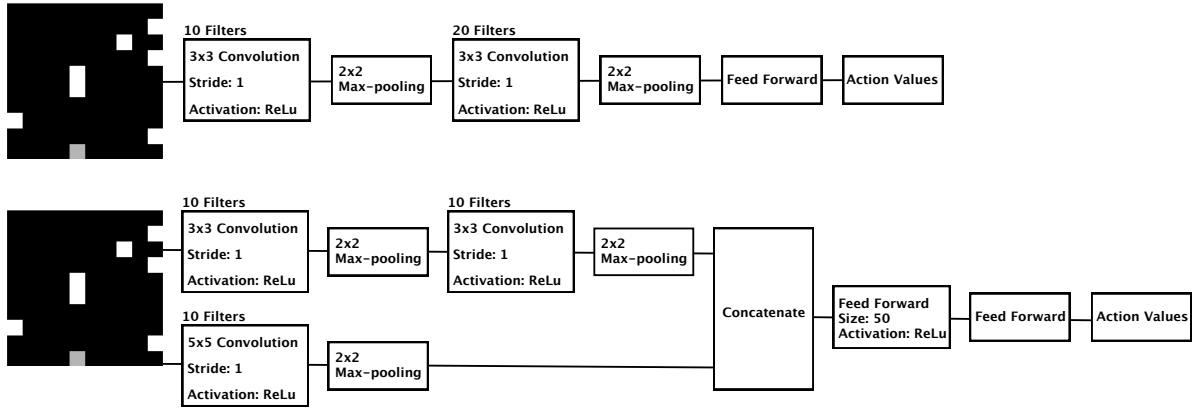 10 Filters
3x3 Convolution
Stride: 1
Activation: ReLu
2x2
Max-pooling
20 Filters
3x3 Convolution
Stride: 1
Activation: ReLu
2x2
Max-pooling
Feed Forward
Action Values
10 Filters
3x3 Convolution
Stride: 1
Activation: ReLu
2x2
Max-pooling
10 Filters
3x3 Convolution
Stride: 1
Activation: ReLu
2x2
Max-pooling
10 Filters
5x5 Convolution
Stride: 1
Activation: ReLu
2x2
Max-pooling
Concatenate
Feed Forward
Size: 50
Activation: ReLu
Feed Forward
Action Values